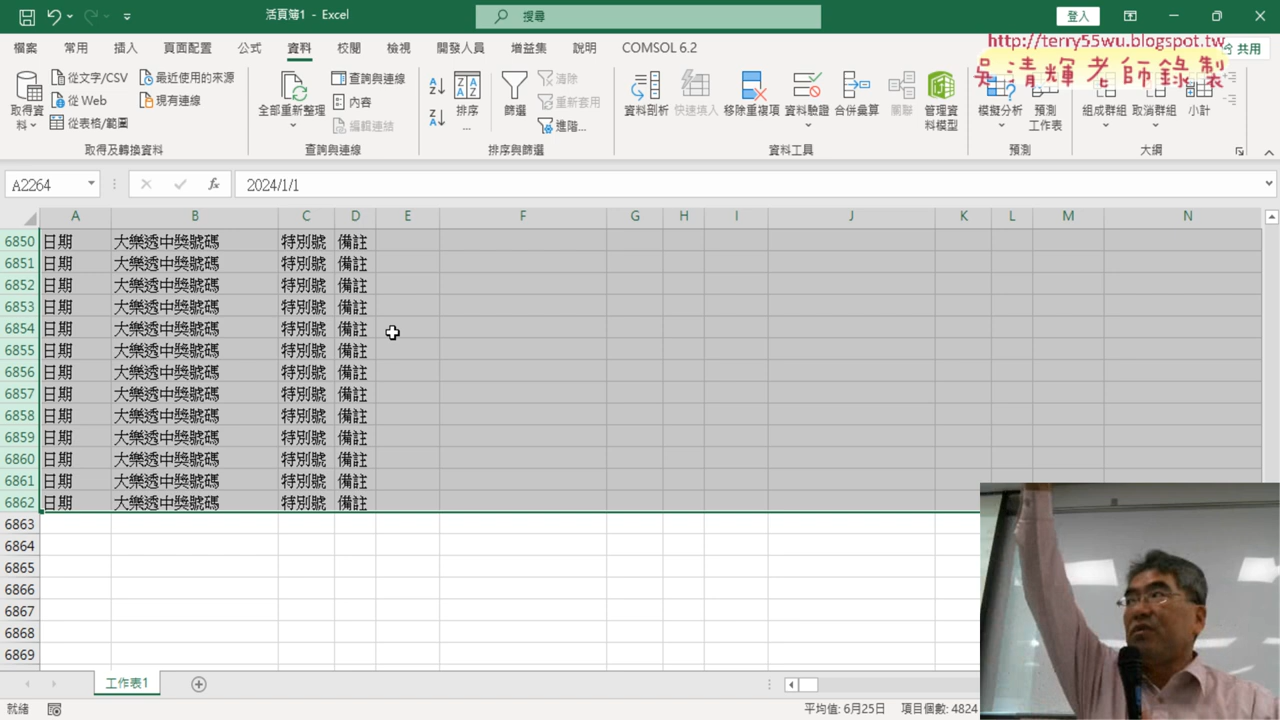 活頁簿1 - Excel
搜尋
登入
檔案 常用 插入 頁面配置 公式 資料 校閱 檢視 開發人員 增益集 說明 COMSOL 6.2
共用
http://terry55wu.blogspot.tw
吳清輝老師錄製
取得資料
從文字/CSV
從 Web
從表格/範圍
最近使用的來源
現有連線
取得及轉換資料
全部重新整理
查詢與連線
內容
編輯連結
查詢與連線
排序...
篩選
清除
重新套用
進階...
排序與篩選
資料剖析
快速填入
移除重複項
資料驗證
合併彙算
關聯
管理資料模型
資料工具
模擬分析
預測工作表
預測
組成群組
取消群組
小計
大綱
A2264
2024/1/1
A B C D E F G H I J K L M N
6850 日期 大樂透中獎號碼 特別號 備註
6851 日期 大樂透中獎號碼 特別號 備註
6852 日期 大樂透中獎號碼 特別號 備註
6853 日期 大樂透中獎號碼 特別號 備註
6854 日期 大樂透中獎號碼 特別號 備註
6855 日期 大樂透中獎號碼 特別號 備註
6856 日期 大樂透中獎號碼 特別號 備註
6857 日期 大樂透中獎號碼 特別號 備註
6858 日期 大樂透中獎號碼 特別號 備註
6859 日期 大樂透中獎號碼 特別號 備註
6860 日期 大樂透中獎號碼 特別號 備註
6861 日期 大樂透中獎號碼 特別號 備註
6862 日期 大樂透中獎號碼 特別號 備註
6863
6864
6865
6866
6867
6868
6869
工作表1
就緒
平均值: 6月25日 項目個數: 4824